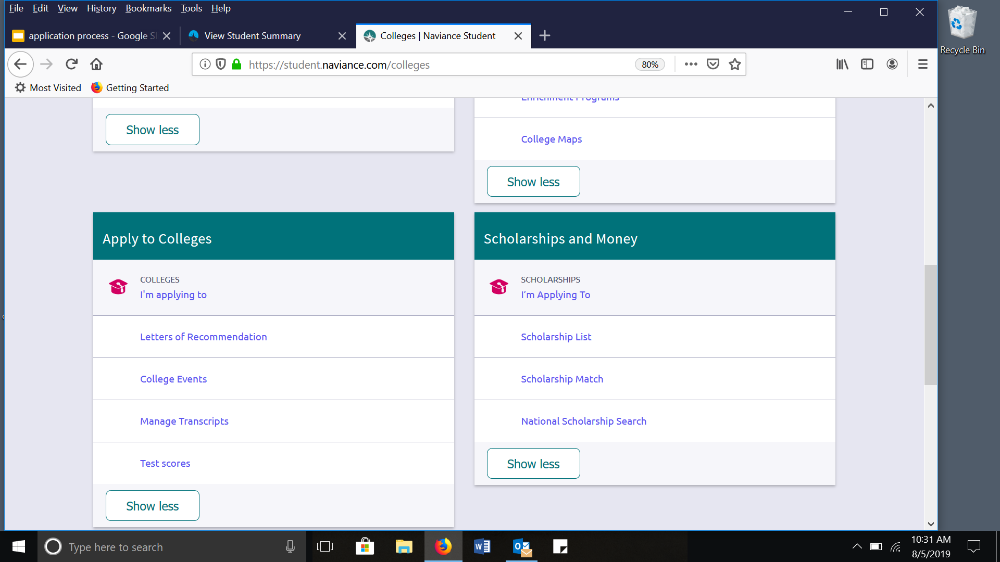 File Edit View History Bookmarks Tools Help
application process - Google Sl
View Student Summary
Colleges | Naviance Student
Recycle Bin
https://student.naviance.com/colleges
80%
Most Visited
Getting Started
Enrichment Programs
Show less
College Maps
Show less
Apply to Colleges
COLLEGES
I'm applying to
Letters of Recommendation
College Events
Manage Transcripts
Test scores
Show less
Scholarships and Money
SCHOLARSHIPS
I’m Applying To
Scholarship List
Scholarship Match
National Scholarship Search
Show less
Type here to search
10:31 AM
8/5/2019